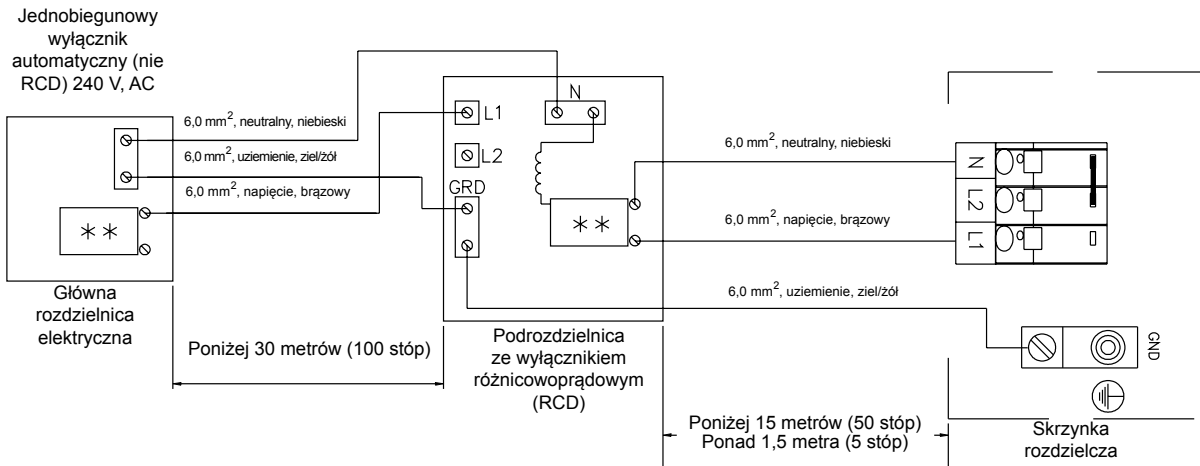 Jednobiegunowy
wyłącznik
automatyczny (nie
RCD) 240 V, AC
6,0 mm², neutralny, niebieski
6,0 mm², uziemienie, ziel/żół
6,0 mm², napięcie, brązowy
**
Główna
rozdzielnica
elektryczna
Poniżej 30 metrów (100 stóp)
N
L1
L2
GRD
**
Podrozdzielnica
ze wyłącznikiem
różnicowoprądowym
(RCD)
6,0 mm², neutralny, niebieski
6,0 mm², napięcie, brązowy
6,0 mm², uziemienie, ziel/żół
Poniżej 15 metrów (50 stóp)
Ponad 1,5 metra (5 stóp)
N
L2
L1
GND
Skrzynka
rozdzielcza